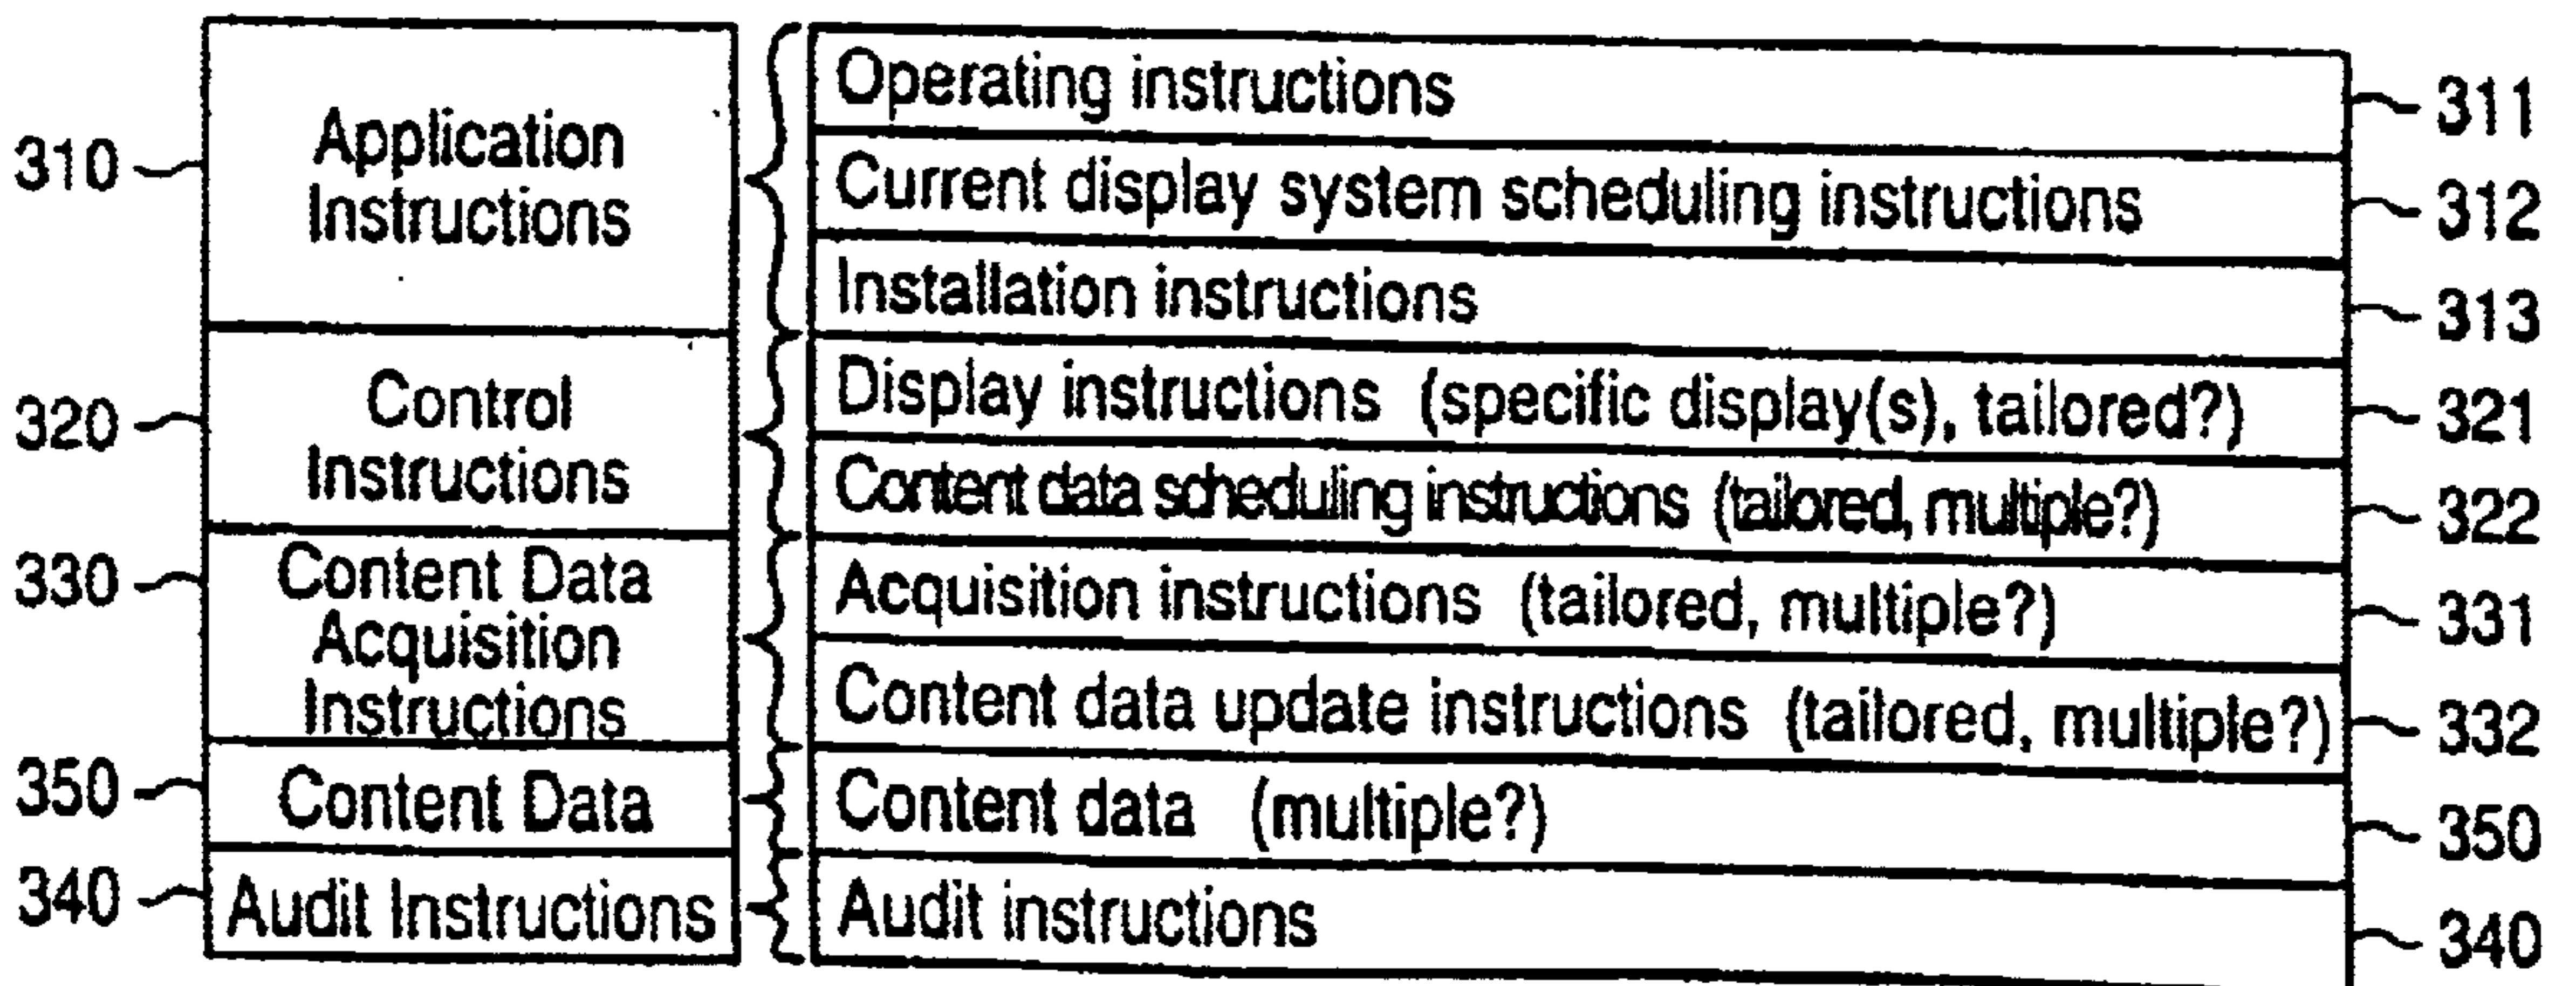 310
Application
Instructions
320
Control
Instructions
330
Content Data
Acquisition
Instructions
350
Content Data
340
Audit Instructions
Operating instructions
311
Current display system scheduling instructions
312
Installation instructions
313
Display instructions (specific display(s), tailored?)
321
Content data scheduling instructions (tailored, multiple?)
322
Acquisition instructions (tailored, multiple?)
331
Content data update instructions (tailored, multiple?)
332
Content data (multiple?)
350
Audit instructions
340